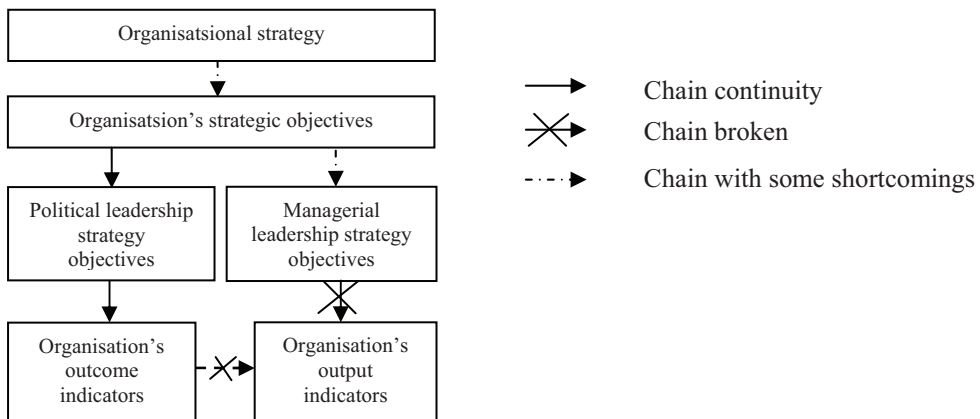 Organisatsional strategy
Organisatsion's strategic objectives
Political leadership
strategy
objectives
Managerial
leadership strategy
objectives
Organisation's
outcome
indicators
Organisation's
output
indicators
Chain continuity
Chain broken
Chain with some shortcomings